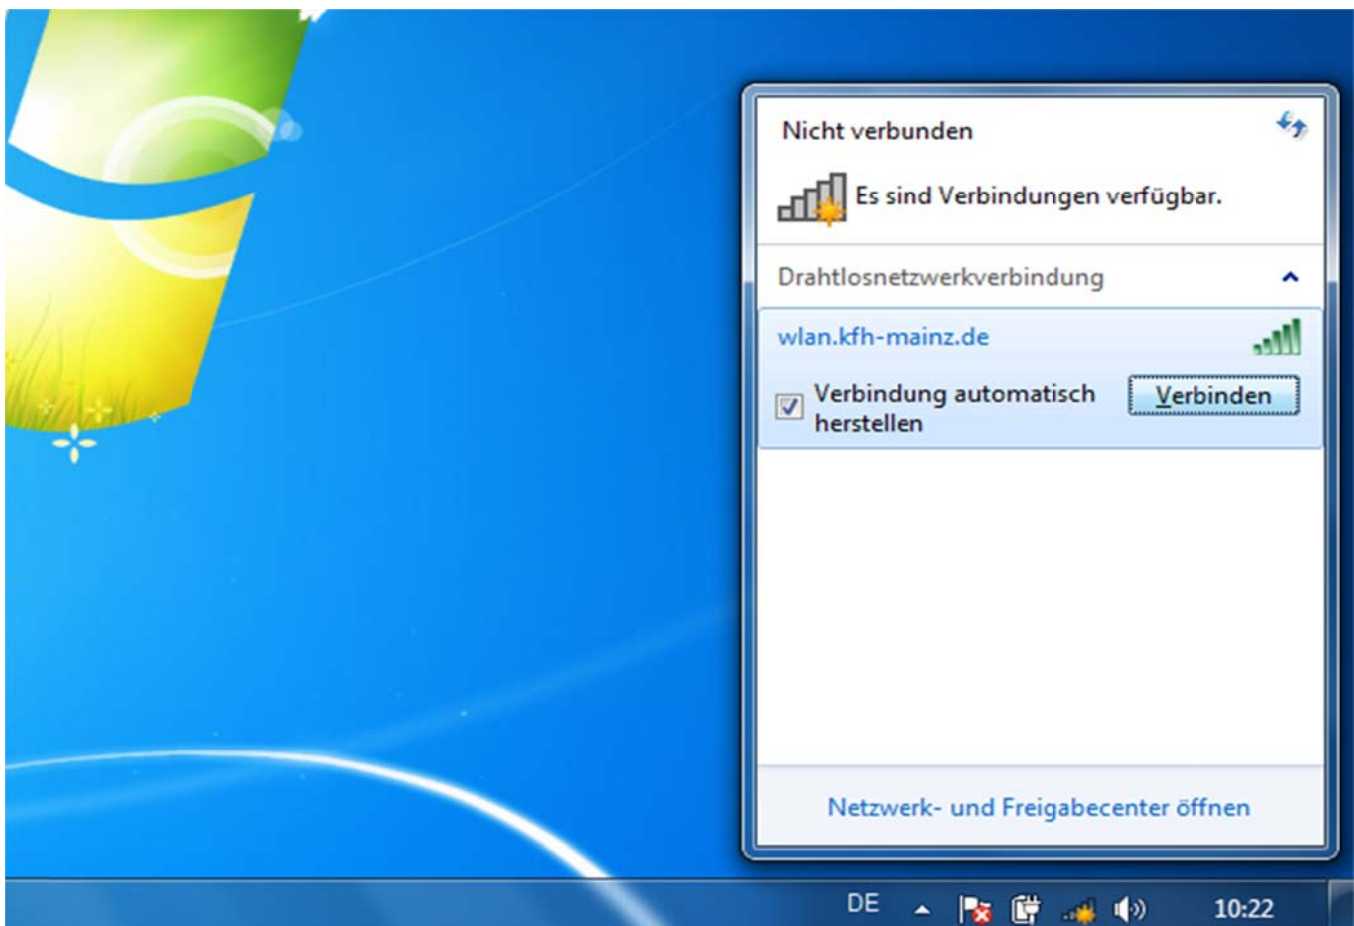 Nicht verbunden
Es sind Verbindungen verfügbar.
Drahtlosnetzwerkverbindung
wlan.kfh-mainz.de
Verbindung automatisch
herstellen
Verbinden
Netzwerk- und Freigabecenter öffnen
DE
10:22